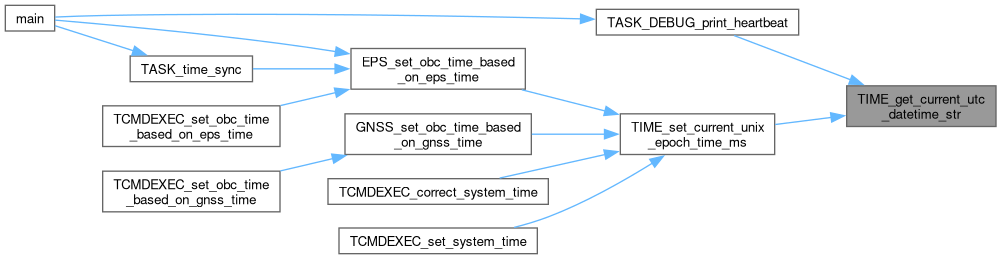 main
TASK_DEBUG_print_heartbeat
TASK_time_sync
EPS_set_obc_time_based
_on_eps_time
TIME_get_current_utc
_datetime_str
TCMDEXEC_set_obc_time
_based_on_eps_time
GNSS_set_obc_time_based
_on_gnss_time
TIME_set_current_unix
_epoch_time_ms
TCMDEXEC_set_obc_time
_based_on_gnss_time
TCMDEXEC_correct_system_time
TCMDEXEC_set_system_time